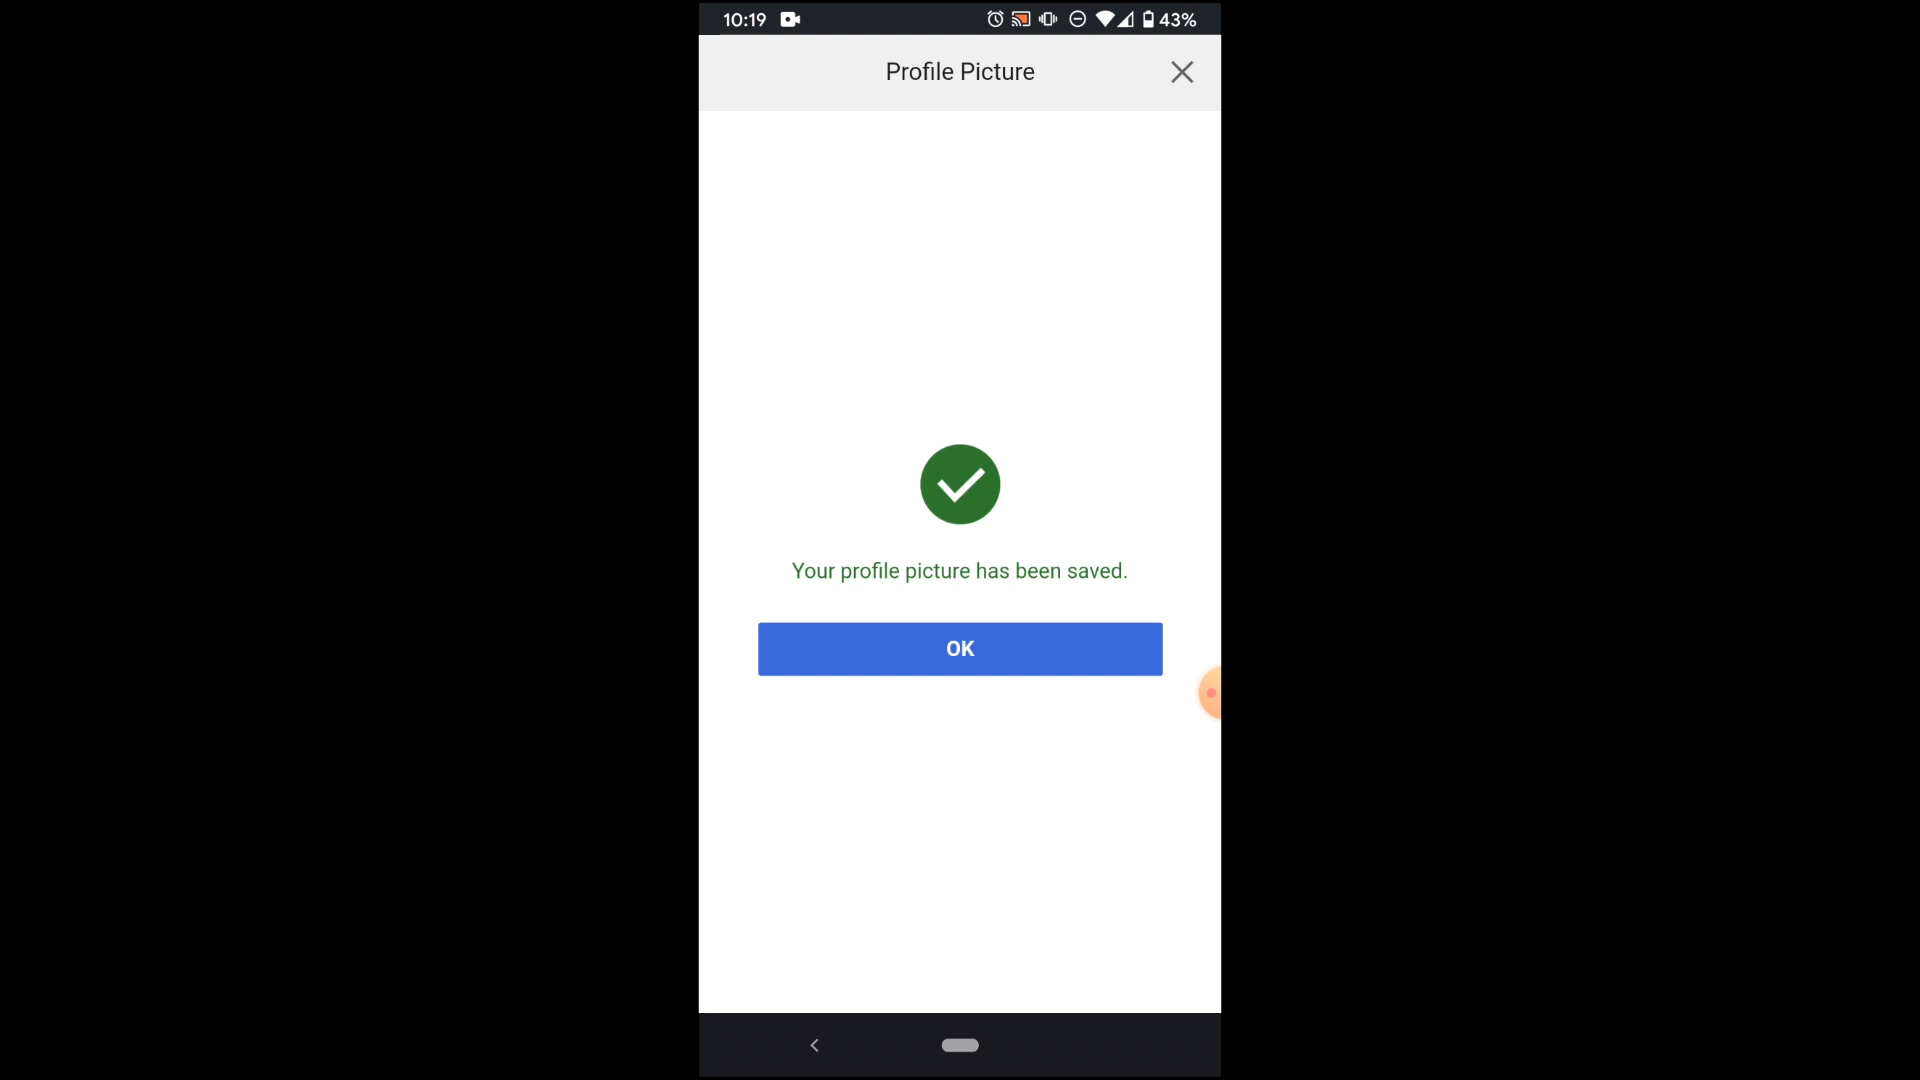 10:19
43%
Profile Picture
Your profile picture has been saved.
OK